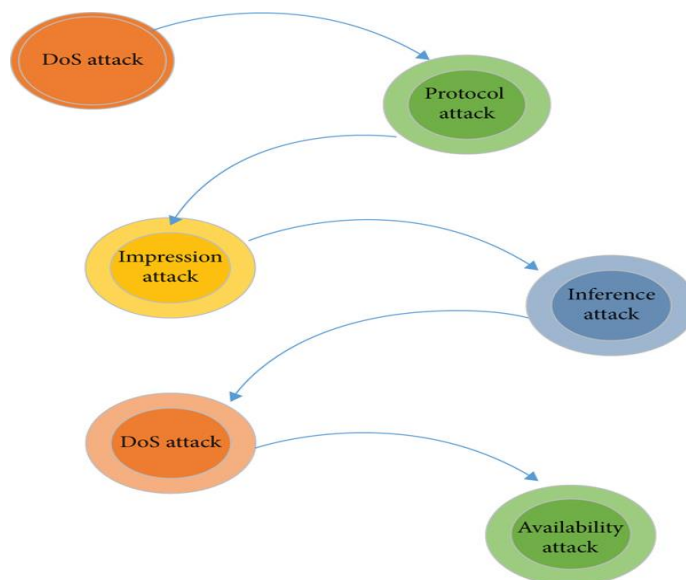 DoS attack
Protocol
attack
Impression
attack
Inference
attack
DoS attack
Availability
attack